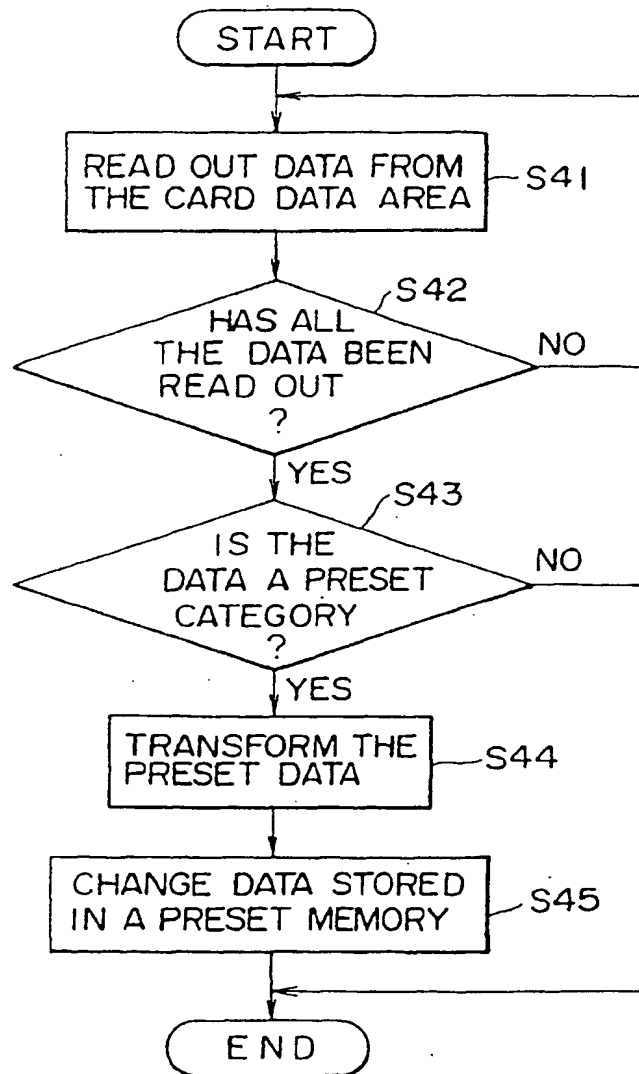 START
READ OUT DATA FROM
THE CARD DATA AREA
S41
S42
HAS ALL
THE DATA BEEN
READ OUT
?
NO
YES
S43
IS THE
DATA A PRESET
CATEGORY
?
NO
YES
TRANSFORM THE
PRESET DATA
S44
CHANGE DATA STORED
IN A PRESET MEMORY
S45
END